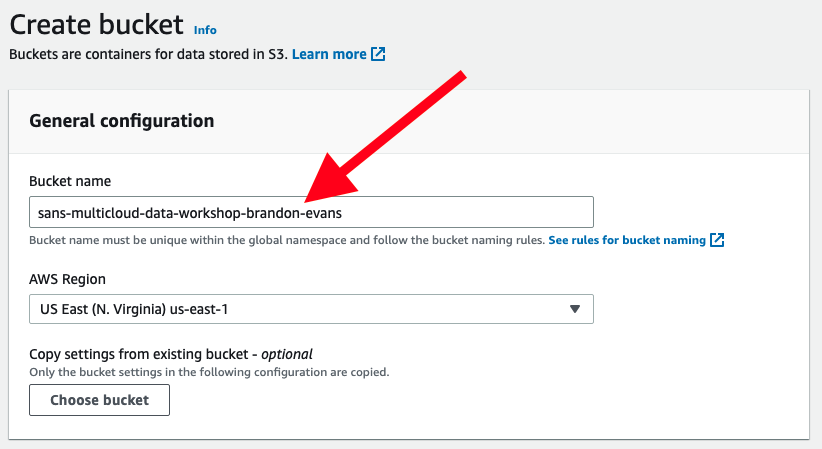 Create bucket Info
Buckets are containers for data stored in S3. Learn more
General configuration
Bucket name
sans-multicloud-data-workshop-brandon-evans
Bucket name must be unique within the global namespace and follow the bucket naming rules. See rules for bucket naming
AWS Region
US East (N. Virginia) us-east-1
Copy settings from existing bucket - optional
Only the bucket settings in the following configuration are copied.
Choose bucket